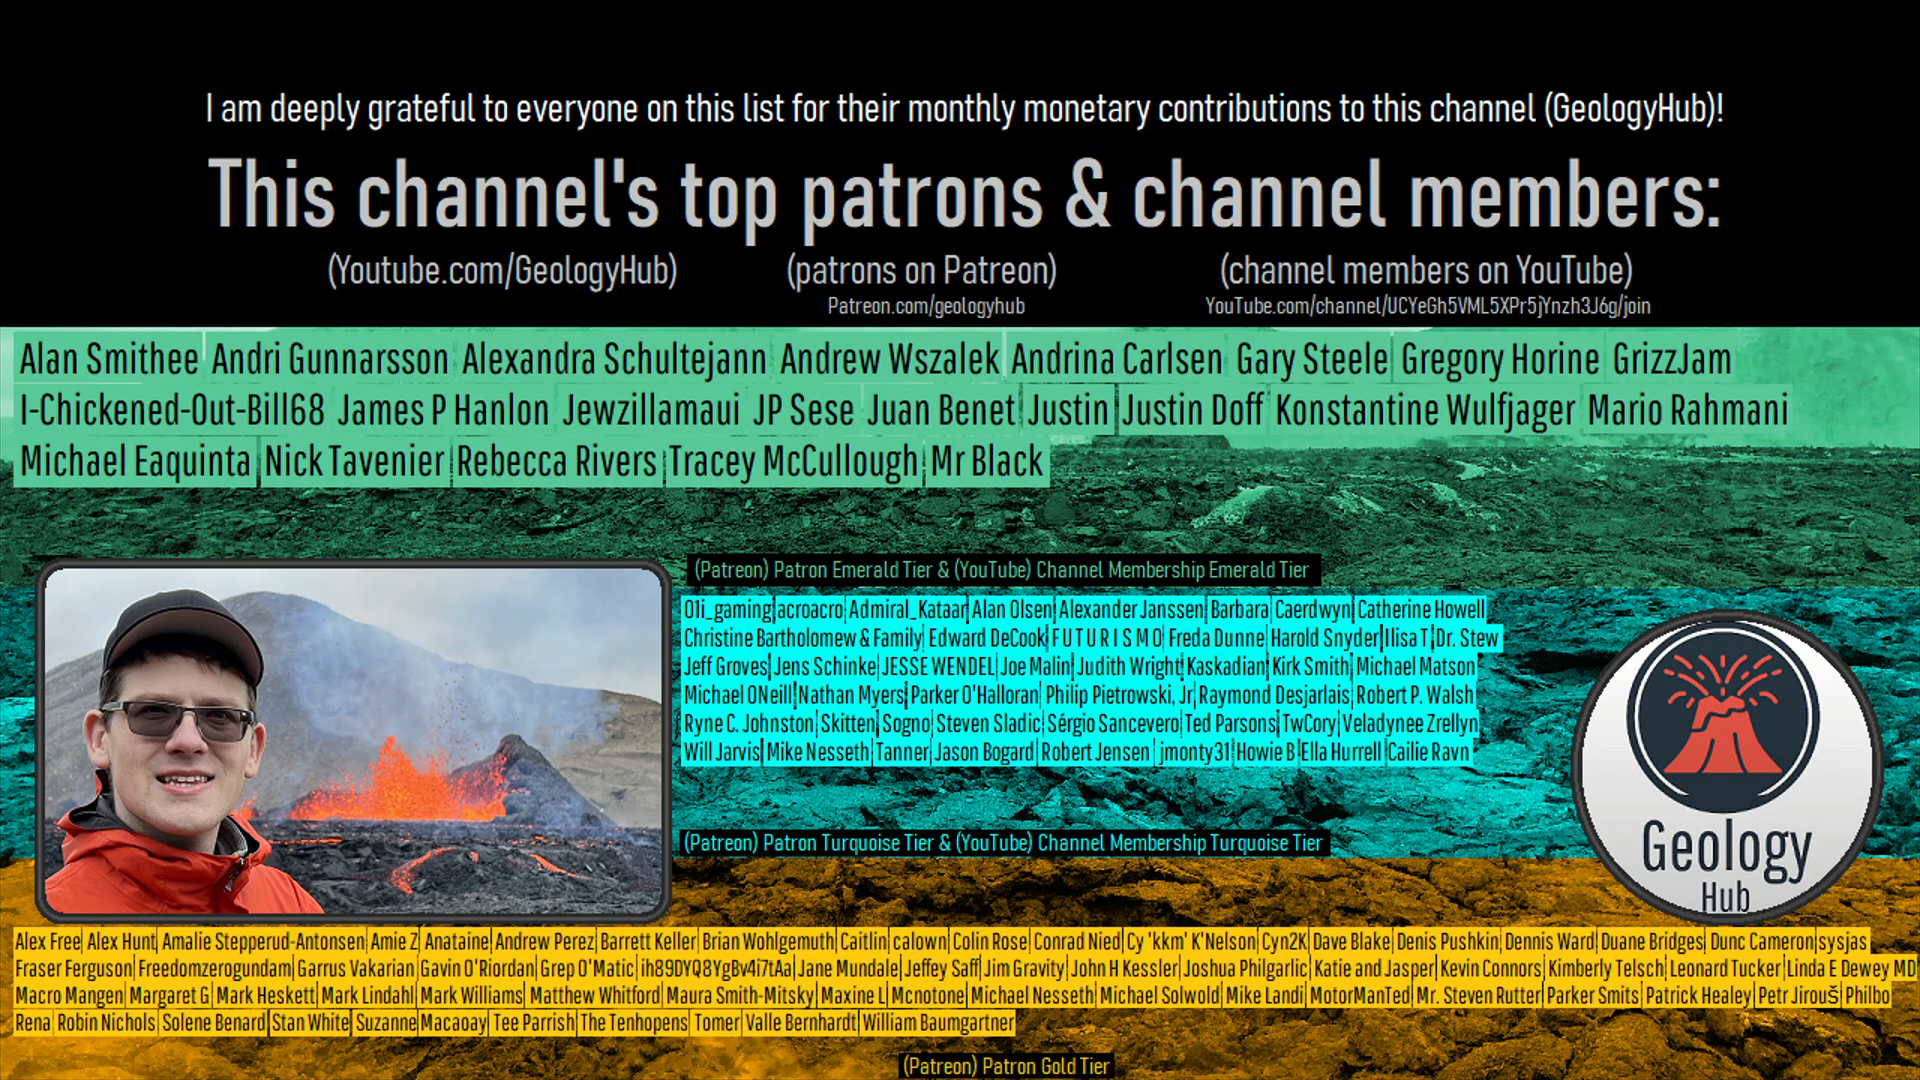 I am deeply grateful to everyone on this list for their monthly monetary contributions to this channel (GeologyHub)!
This channel's top patrons & channel members:
(Youtube.com/GeologyHub) (patrons on Patreon) (channel members on YouTube)
Patreon.com/geologyhub YouTube.com/channel/UCYeGh5VML5XPr5jYnzh3J6g/join
Alan Smithee Andri Gunnarsson Alexandra Schultejann Andrew Wszalek Andrina Carlsen Gary Steele Gregory Horine GrizzJam
I-Chickened-Out-Bill68 James P Hanlon Jewzillamaui JP Sese Juan Benet Justin Justin Doff Konstantine Wulfjager Mario Rahmani
Michael Eaquinta Nick Tavenier Rebecca Rivers Tracey McCullough Mr Black
(Patreon) Patron Emerald Tier & (YouTube) Channel Membership Emerald Tier
01i_gaming acroacro Admiral_Kataar Alan Olsen Alexander Janssen Barbara Caerdwyn Catherine Howell
Christine Bartholomew & Family Edward DeCook F U T U R I S M O Freda Dunne Harold Snyder Ilisa T Dr. Stew
Jeff Groves Jens Schinke JESSE WENDEL Joe Malin Judith Wright Kaskadian Kirk Smith Michael Matson
Michael ONeill Nathan Myers Parker O'Halloran Philip Pietrowski, Jr Raymond Desjarlais Robert P. Walsh
Ryne C. Johnston Skitten Sogno Steven Sladic Sérgio Sancevero Ted Parsons TwCory Veladynee Zrellyn
Will Jarvis Mike Nesseth Tanner Jason Bogard Robert Jensen jmonty31 Howie B Ella Hurrell Cailie Ravn
(Patreon) Patron Turquoise Tier & (YouTube) Channel Membership Turquoise Tier
Geology
Hub
Alex Free Alex Hunt Amalie Stepperud-Antonsen Amie Z Anataine Andrew Perez Barrett Keller Brian Wohlgemuth Caitlin calown Colin Rose Conrad Nied Cy 'kkm' K'Nelson Cyn2K Dave Blake Denis Pushkin Dennis Ward Duane Bridges Dunc Cameron sysjas
Fraser Ferguson Freedomzerogundam Garrus Vakarian Gavin O'Riordan Grep O'Matic ih89DYQ8YgBv4i7tAa Jane Mundale Jeffey Saff Jim Gravity John H Kessler Joshua Philgarlic Katie and Jasper Kevin Connors Kimberly Telsch Leonard Tucker Linda E Dewey MD
Macro Mangen Margaret G Mark Heskett Mark Lindahl Mark Williams Matthew Whitford Maura Smith-Mitsky Maxine L Mcnotone Michael Nesseth Michael Solwold Mike Landi MotorManTed Mr. Steven Rutter Parker Smits Patrick Healey Petr Jirouš Philbo
Rena Robin Nichols Solene Benard Stan White Suzanne Macaoay Tee Parrish The Tenhopens Tomer Valle Bernhardt William Baumgartner
(Patreon) Patron Gold Tier